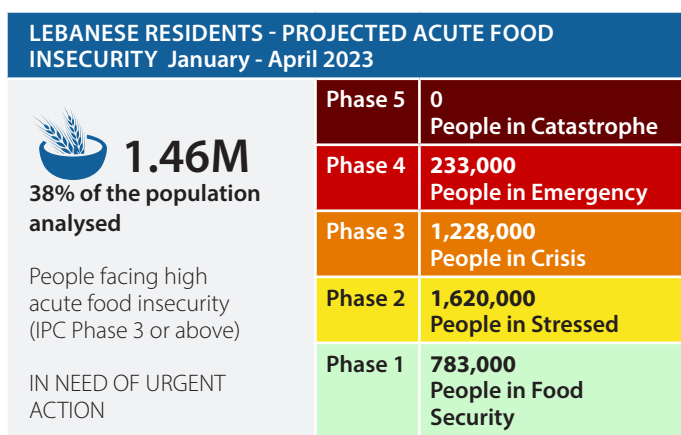 LEBANESE RESIDENTS - PROJECTED ACUTE FOOD
INSECURITY January - April 2023
1.46M
38% of the population
analysed
People facing high
acute food insecurity
(IPC Phase 3 or above)
IN NEED OF URGENT
ACTION
Phase 5
0
People in Catastrophe
Phase 4
233,000
People in Emergency
Phase 3
1,228,000
People in Crisis
Phase 2
1,620,000
People in Stressed
Phase 1
783,000
People in Food
Security